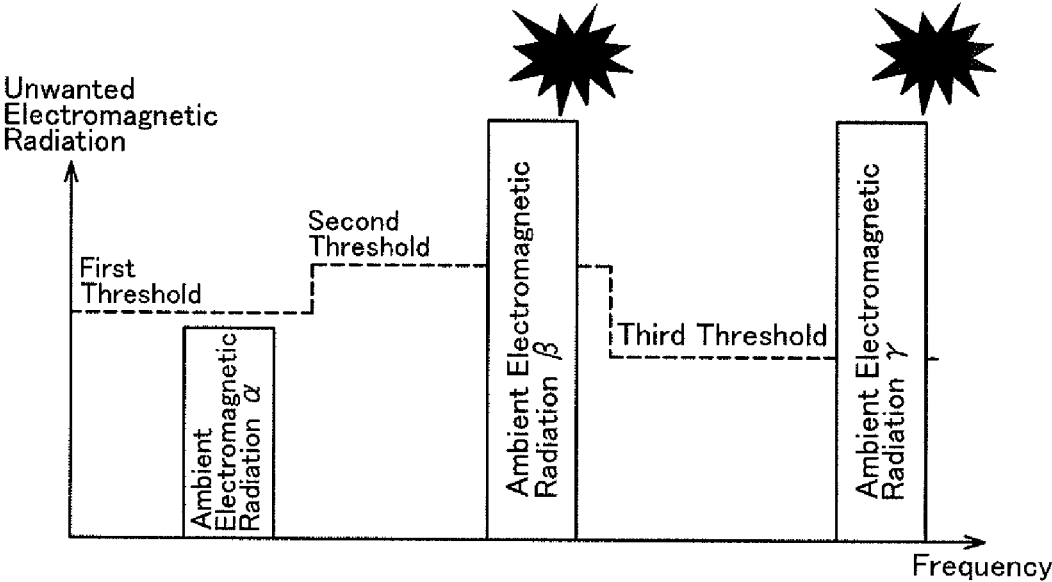 Unwanted
Electromagnetic
Radiation
First
Threshold
Second
Threshold
Third Threshold
Ambient
Electromagnetic
Radiation α
Ambient Electromagnetic
Radiation β
Ambient Electromagnetic
Radiation γ
Frequency